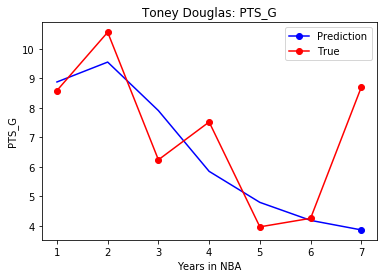 Toney Douglas: PTS_G
Prediction
True
PTS_G
10
9
8
7
6
5
4
1 2 3 4 5 6 7
Years in NBA